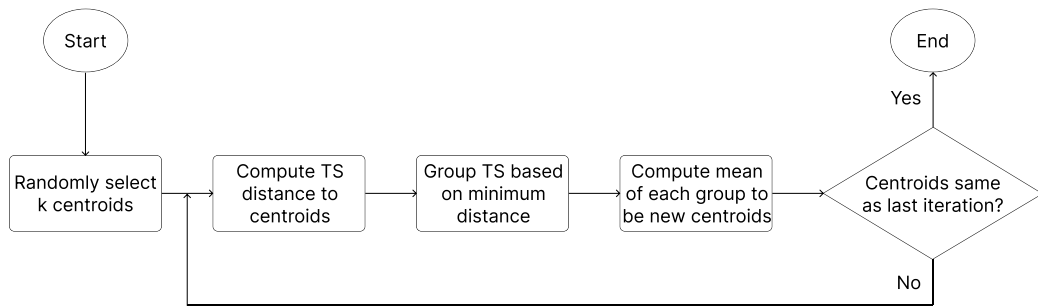 Start
End
Yes
Randomly select
k centroids
Compute TS
distance to
centroids
Group TS based
on minimum
distance
Compute mean
of each group to
be new centroids
Centroids same
as last iteration?
No